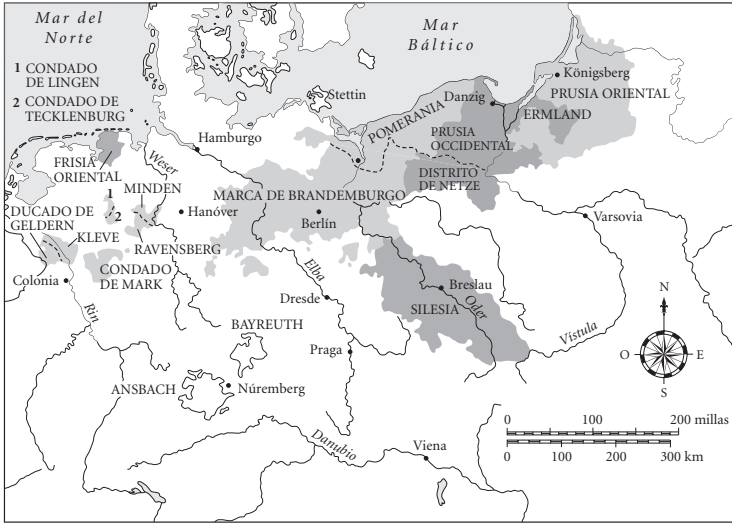 Mar del
Norte
Mar
Báltico
1 CONDADO
DE LINGEN
2 CONDADO DE
TECKLENBURG
Königsberg
PRUSIA ORIENTAL
Stettin
Danzig
ERMLAND
POMERANIA
PRUSIA
OCCIDENTAL
Hamburgo
FRISIA
ORIENTAL
Weser
DISTRITO
DE NETZE
1
MINDEN
2
MARCA DE BRANDEMBURGO
Hanóver
Berlín
Varsovia
DUCADO DE
GELDERN
KLEVE
RAVENSBERG
CONDADO
DE MARK
Colonia
Elba
Dresde
Breslau
Oder
SILESIA
Rin
BAYREUTH
Praga
Vístula
N
O
E
S
ANSBACH
Núremberg
Danubio
Viena
0 100 200 millas
0 100 200 300 km